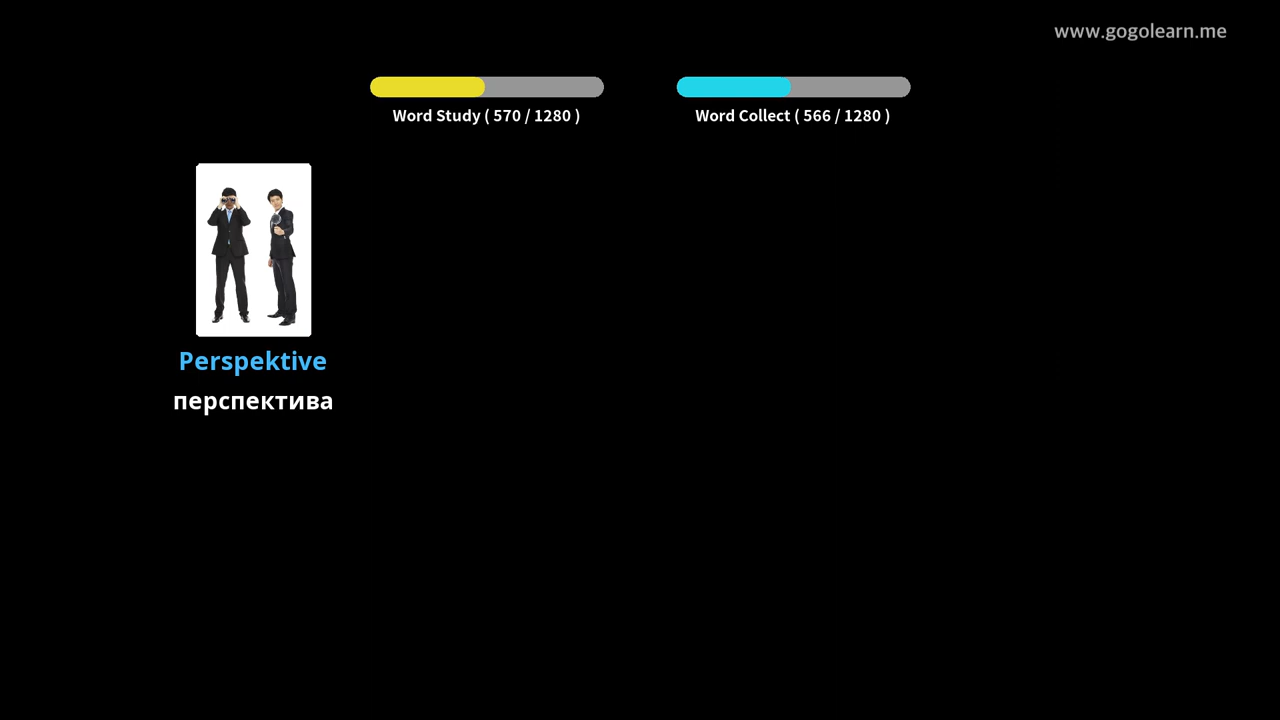 www.gogolearn.me
Word Study ( 570 / 1280 )
Word Collect ( 566 / 1280 )
Perspektive
перспектива